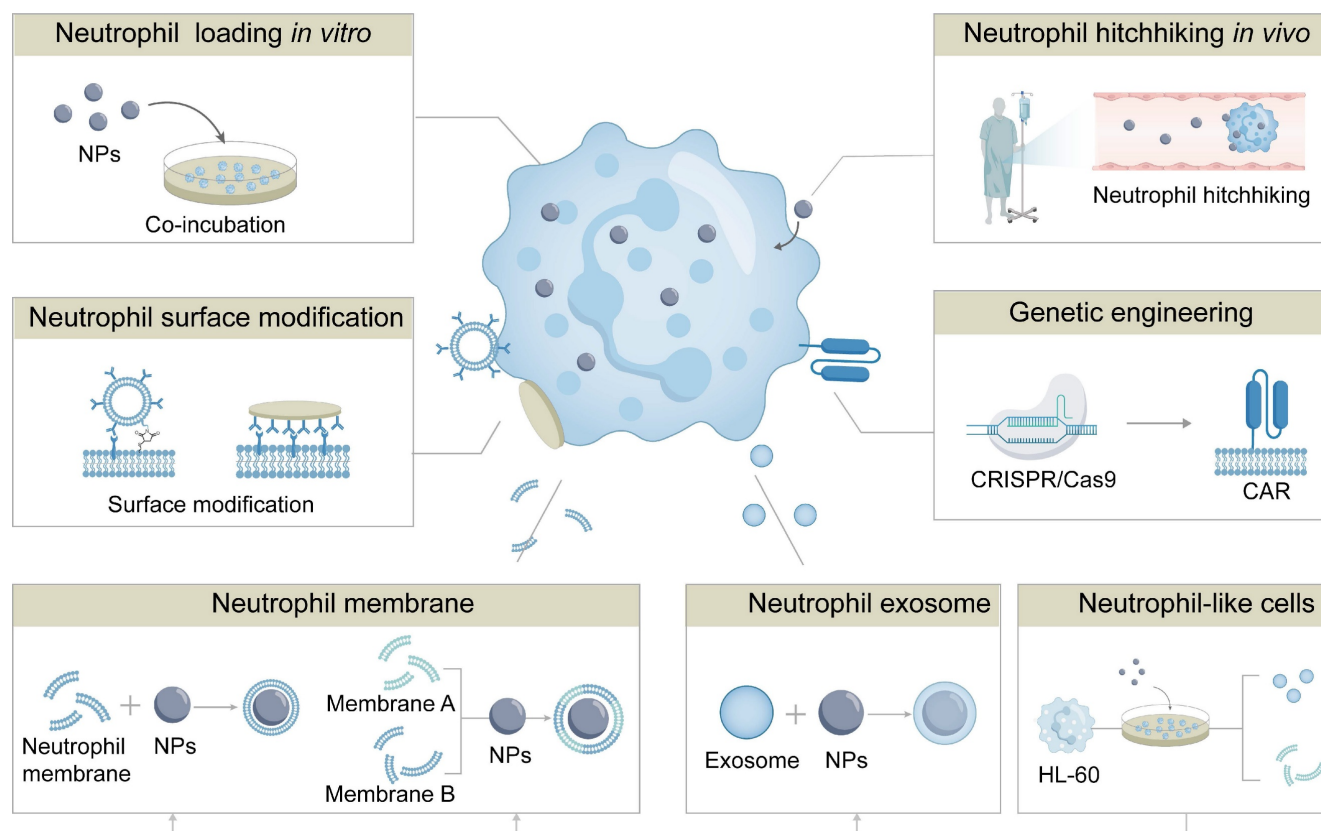 Neutrophil loading in vitro
NPs
Co-incubation
Neutrophil hitchhiking in vivo
Neutrophil hitchhiking
Neutrophil surface modification
Surface modification
Genetic engineering
CRISPR/Cas9
CAR
Neutrophil membrane
Neutrophil
membrane
NPs
Membrane A
Membrane B
NPs
Neutrophil exosome
Exosome
NPs
Neutrophil-like cells
HL-60